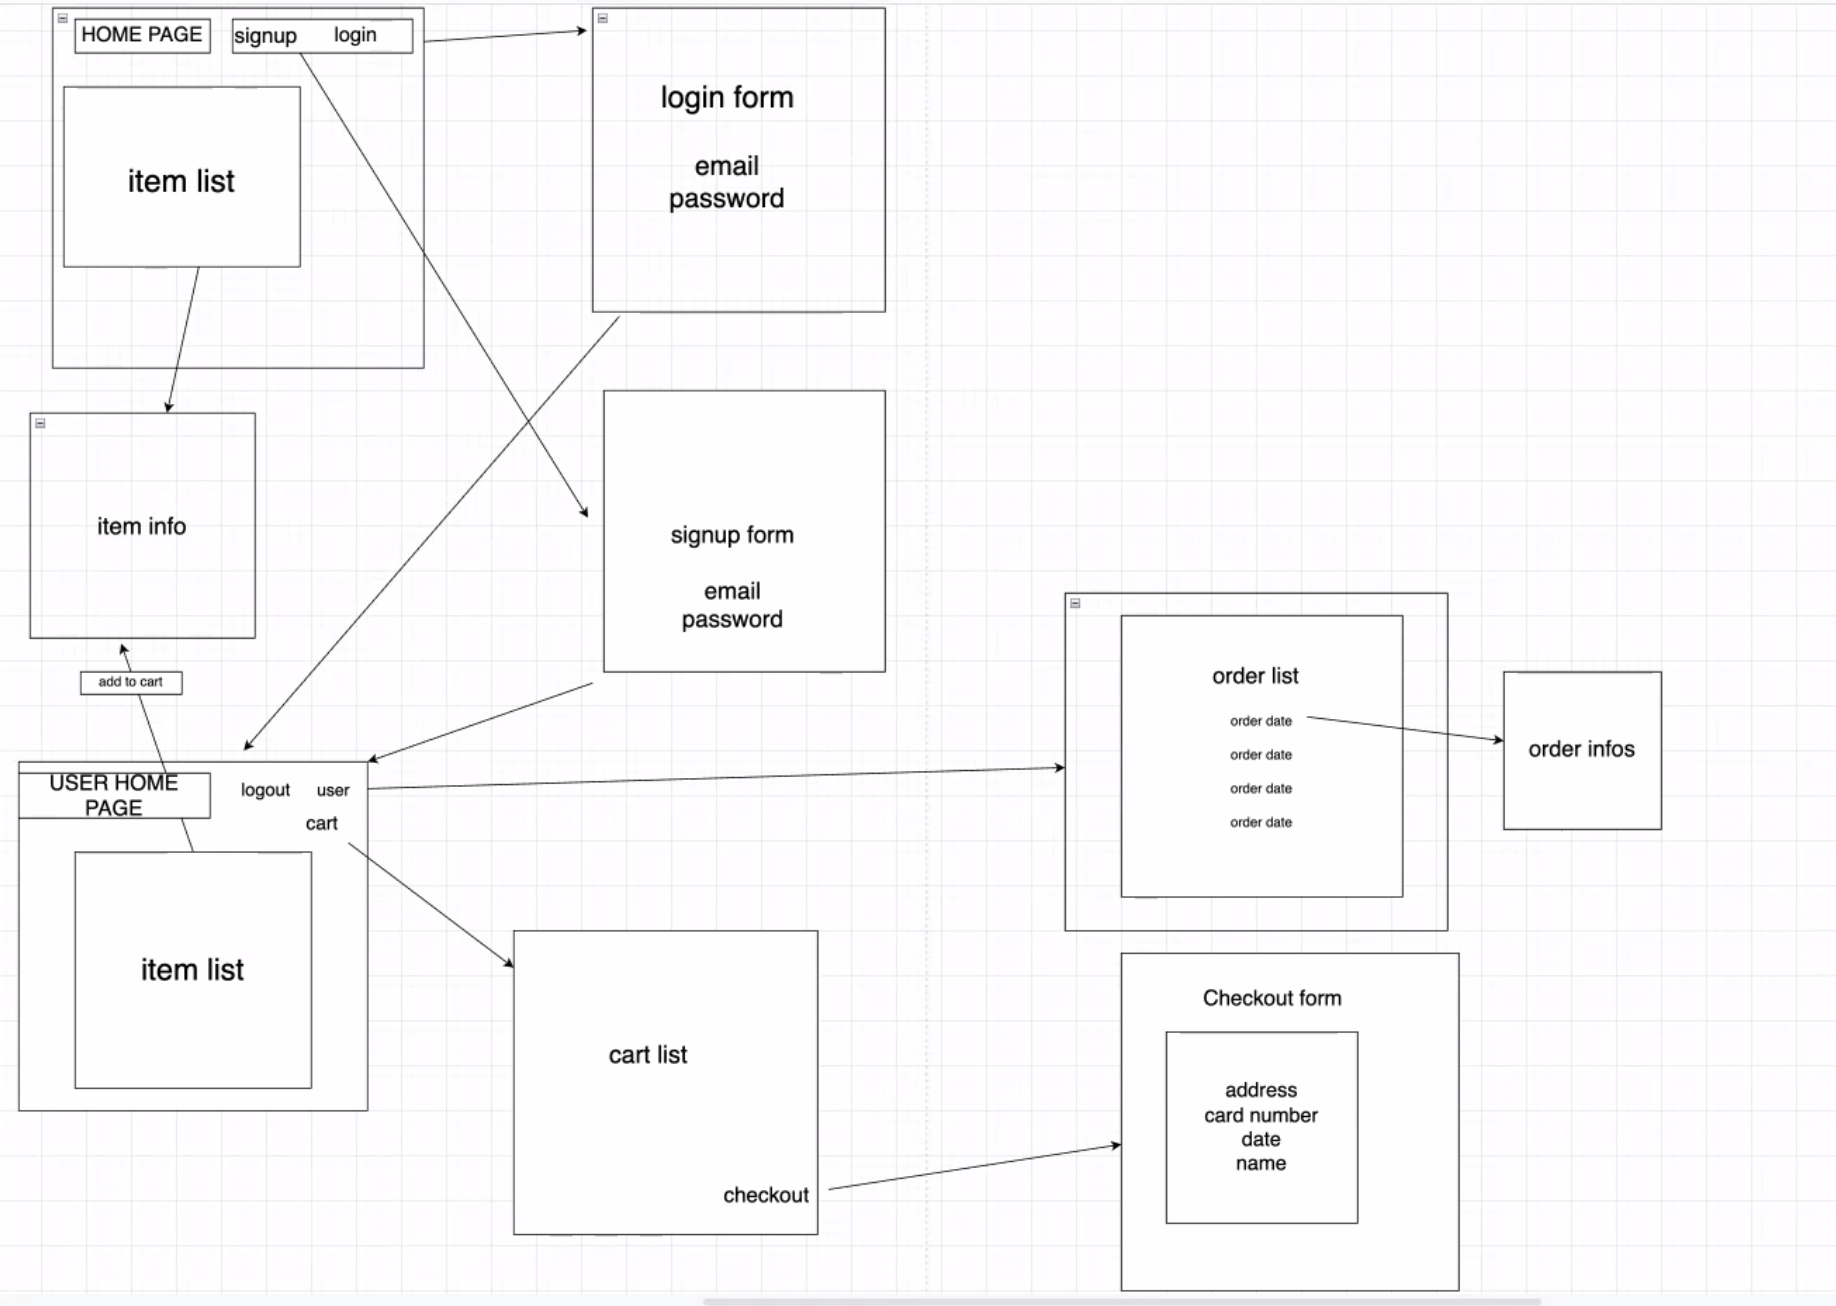 HOME PAGE
signup login
item list
login form
email
password
item info
signup form
email
password
add to cart
USER HOME
PAGE
logout user
cart
item list
order list
order date
order date
order date
order date
order infos
cart list
checkout
Checkout form
address
card number
date
name